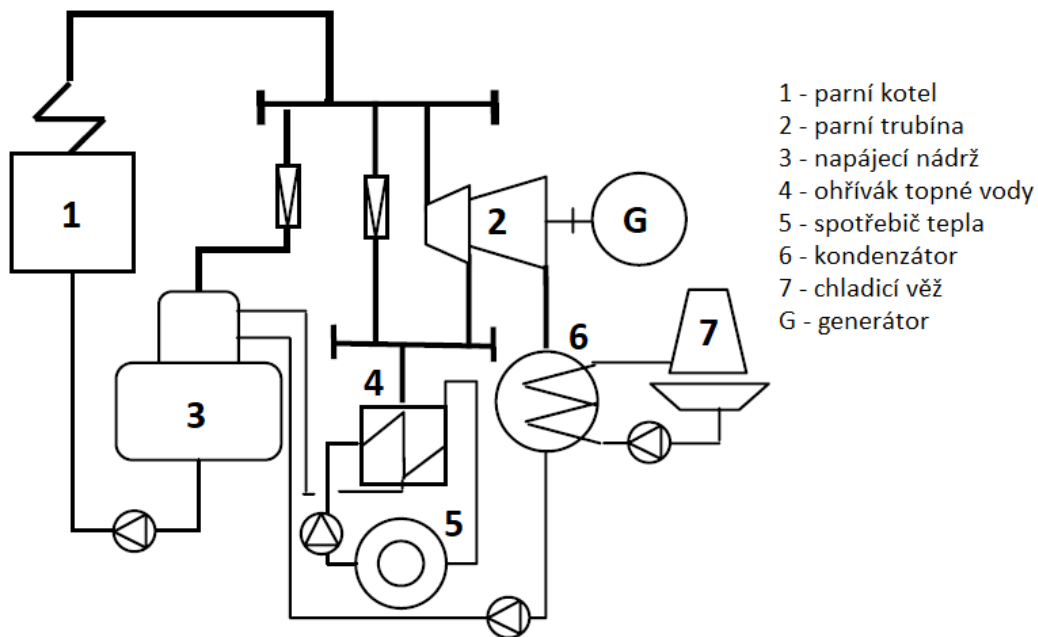 1 - parní kotel
2 - parní trubína
3 - napájecí nádrž
4 - ohřívák topné vody
5 - spotřebič tepla
6 - kondenzátor
7 - chladicí věž
G - generátor
1
2
G
3
4
5
6
7